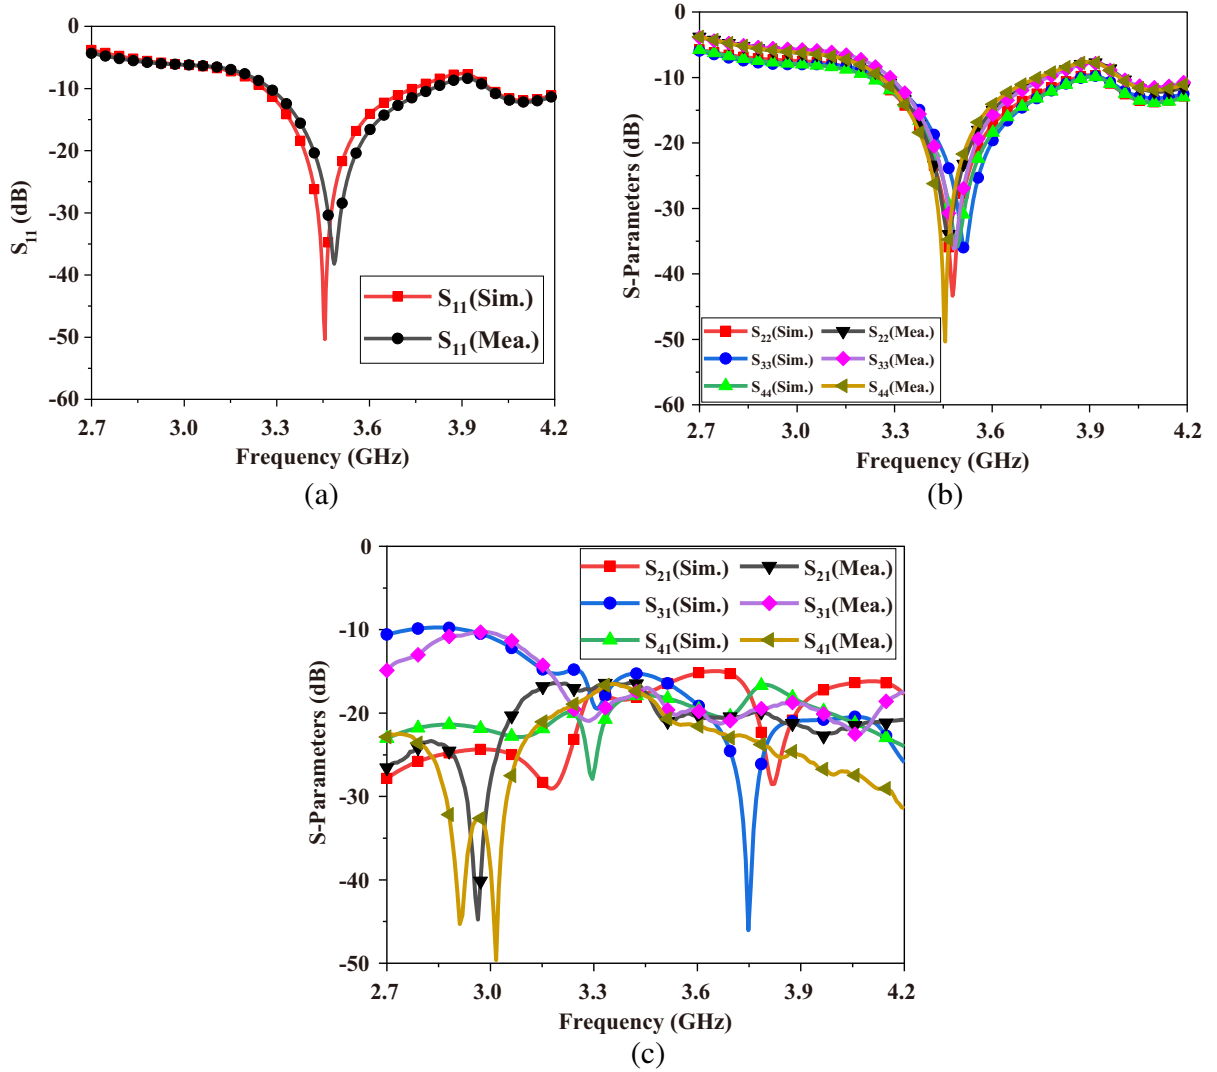 0
-10
-20
-30
-40
-50
-60
S11 (dB)
2.7 3.0 3.3 3.6 3.9 4.2
Frequency (GHz)
S11(Sim.)
S11(Mea.)
(a)
0
-10
-20
-30
-40
-50
-60
S-Parameters (dB)
2.7 3.0 3.3 3.6 3.9 4.2
Frequency (GHz)
S22(Sim.) S22(Mea.)
S33(Sim.) S33(Mea.)
S44(Sim.) S44(Mea.)
(b)
0
-10
-20
-30
-40
-50
S-Parameters (dB)
2.7 3.0 3.3 3.6 3.9 4.2
Frequency (GHz)
S21(Sim.) S21(Mea.)
S31(Sim.) S31(Mea.)
S41(Sim.) S41(Mea.)
(c)